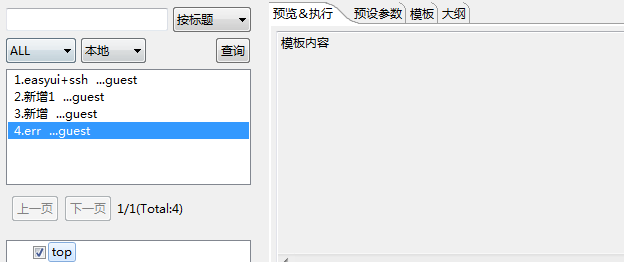 按标题
ALL 本地 查询
1.easyui+ssh ...guest
2.新增1 ...guest
3.新增 ...guest
4.err ...guest
上一页 下一页 1/1(Total:4)
top
预览&执行 预设参数 模板 大纲
模板内容